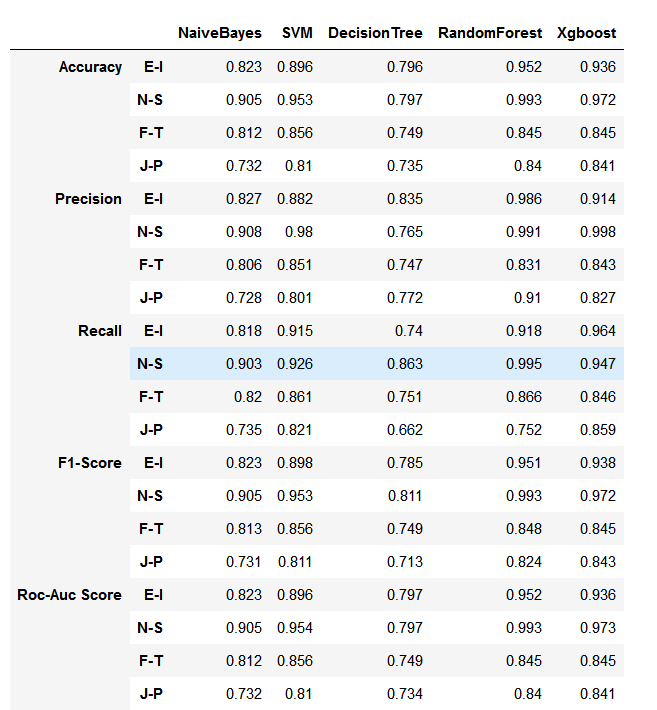 NaiveBayes SVM DecisionTree RandomForest Xgboost
Accuracy E-I 0.823 0.896 0.796 0.952 0.936
N-S 0.905 0.953 0.797 0.993 0.972
F-T 0.812 0.856 0.749 0.845 0.845
J-P 0.732 0.81 0.735 0.84 0.841
Precision E-I 0.827 0.882 0.835 0.986 0.914
N-S 0.908 0.98 0.765 0.991 0.998
F-T 0.806 0.851 0.747 0.831 0.843
J-P 0.728 0.801 0.772 0.91 0.827
Recall E-I 0.818 0.915 0.74 0.918 0.964
N-S 0.903 0.926 0.863 0.995 0.947
F-T 0.82 0.861 0.751 0.866 0.846
J-P 0.735 0.821 0.662 0.752 0.859
F1-Score E-I 0.823 0.898 0.785 0.951 0.938
N-S 0.905 0.953 0.811 0.993 0.972
F-T 0.813 0.856 0.749 0.848 0.845
J-P 0.731 0.811 0.713 0.824 0.843
Roc-Auc Score E-I 0.823 0.896 0.797 0.952 0.936
N-S 0.905 0.954 0.797 0.993 0.973
F-T 0.812 0.856 0.749 0.845 0.845
J-P 0.732 0.81 0.734 0.84 0.841